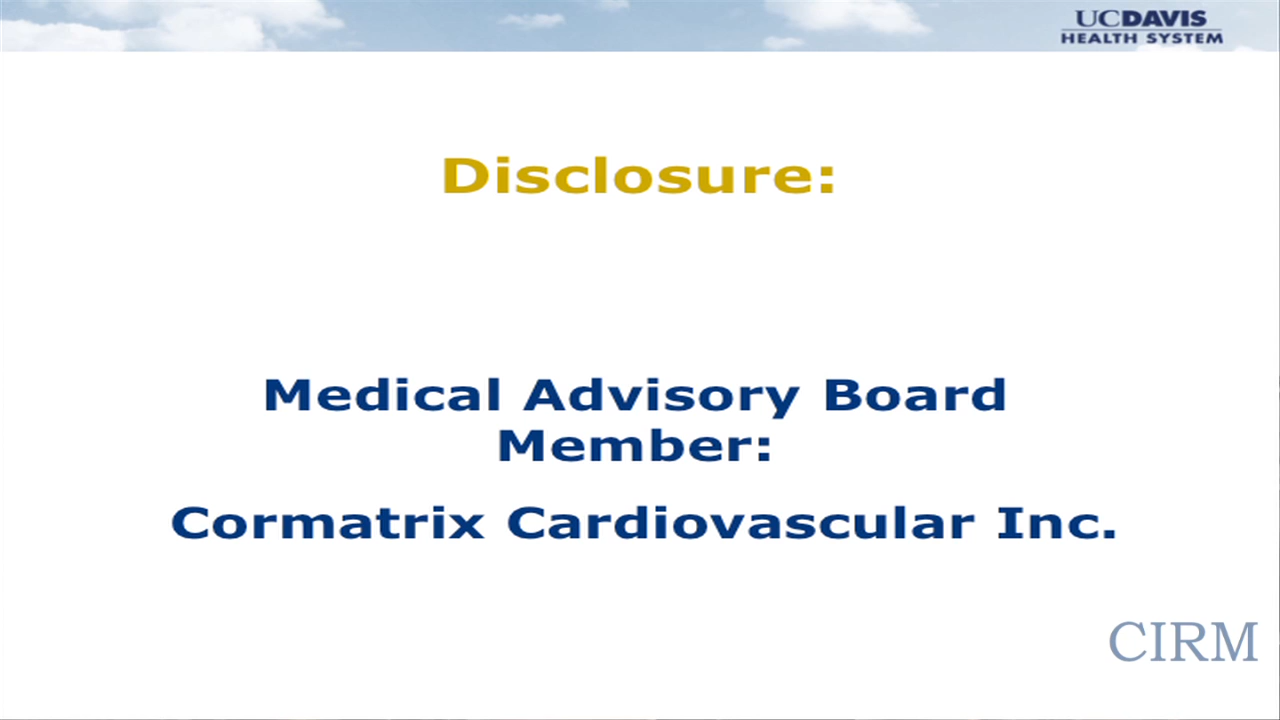 UCDAVIS
HEALTH SYSTEM
Disclosure:
Medical Advisory Board
Member:
Cormatrix Cardiovascular Inc.
CIRM